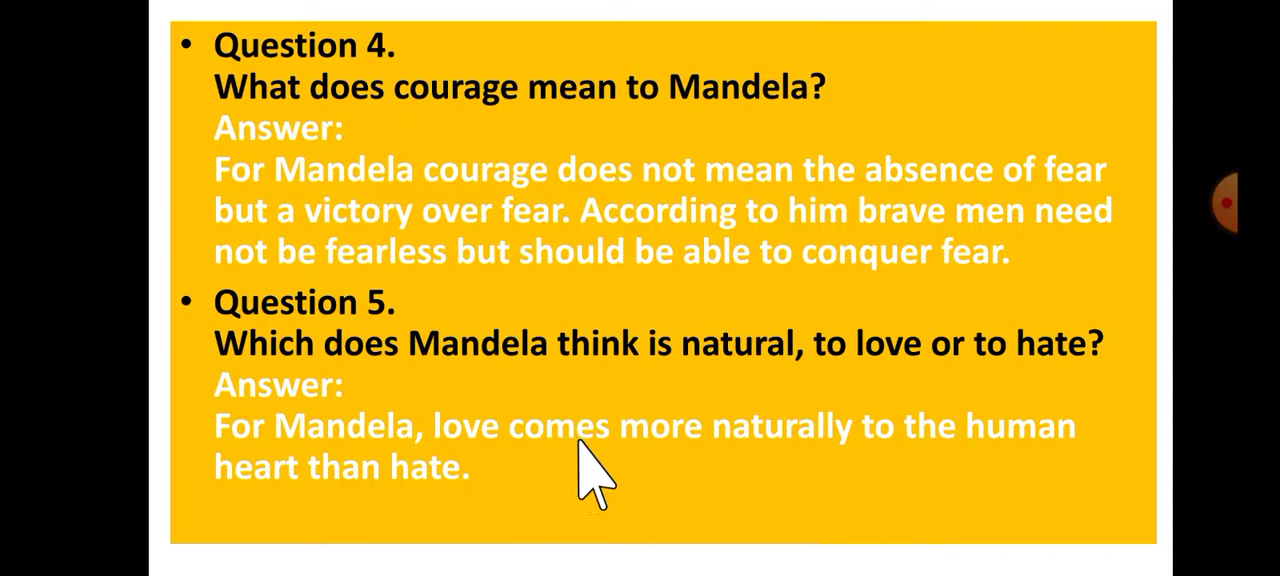 • Question 4.
What does courage mean to Mandela?
Answer:
For Mandela courage does not mean the absence of fear
but a victory over fear. According to him brave men need
not be fearless but should be able to conquer fear.
• Question 5.
Which does Mandela think is natural, to love or to hate?
Answer:
For Mandela, love comes more naturally to the human
heart than hate.